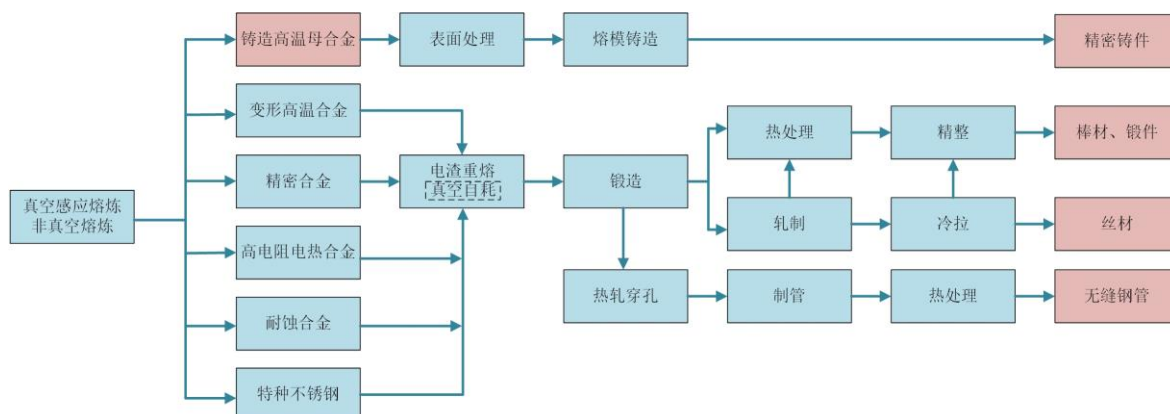 铸造高温母合金
表面处理
熔模铸造
精密铸件
变形高温合金
热处理
精整
棒材、锻件
真空感应熔炼
非真空熔炼
精密合金
电渣重熔
真空自耗
锻造
轧制
冷拉
丝材
高电阻电热合金
热轧穿孔
制管
热处理
无缝钢管
耐蚀合金
特种不锈钢